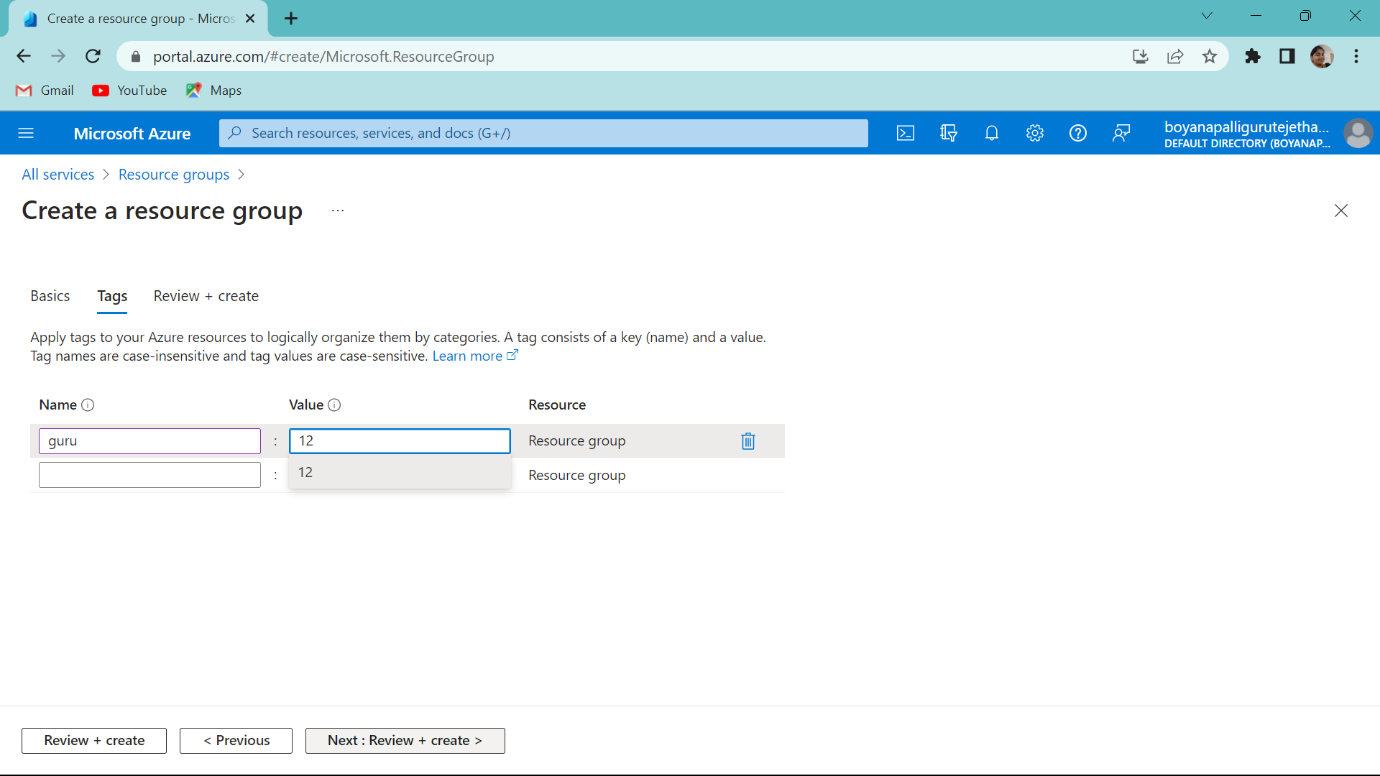 Create a resource group - Micros
portal.azure.com/#create/Microsoft.ResourceGroup
Gmail YouTube Maps
Microsoft Azure Search resources, services, and docs (G+/) boyanapalligurutejetha...
DEFAULT DIRECTORY (BOYANAP...
All services > Resource groups >
Create a resource group ...
Basics Tags Review + create
Apply tags to your Azure resources to logically organize them by categories. A tag consists of a key (name) and a value.
Tag names are case-insensitive and tag values are case-sensitive. Learn more
Name Value Resource
guru : 12 Resource group
: 12 Resource group
Review + create < Previous Next : Review + create >